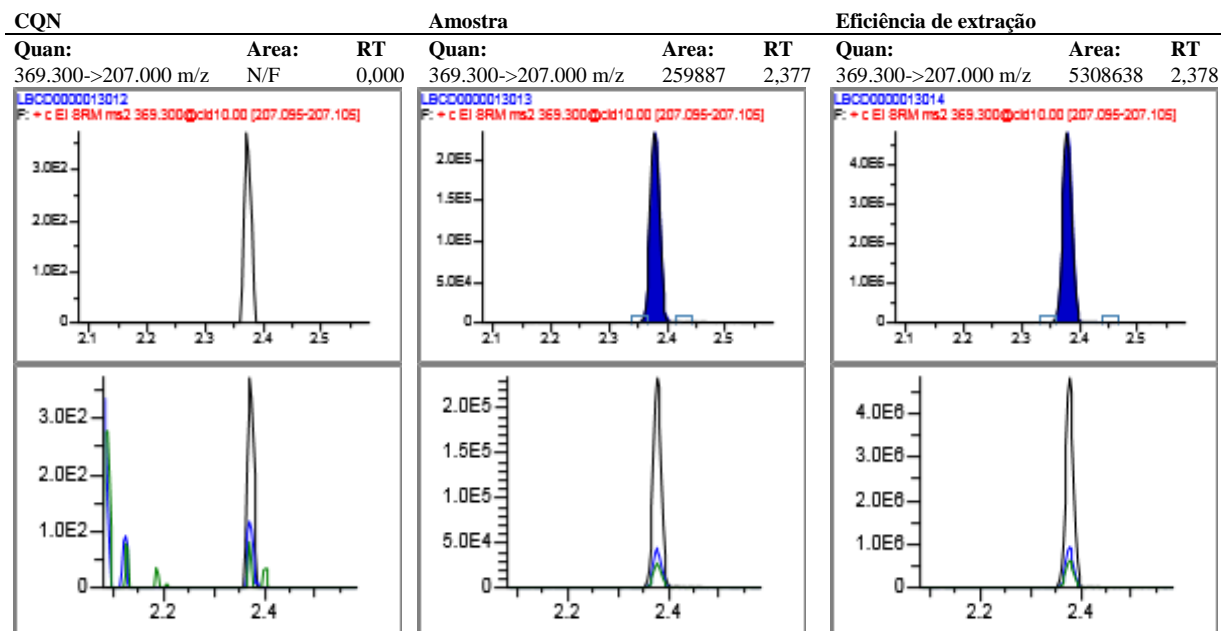 CQN
Quan: Area: RT
369.300->207.000 m/z N/F 0,000
LBCD0000013012
F: + c EI SRM ms2 369.300@cid10.00 [207.095-207.105]
3.0E2
2.0E2
1.0E2
0
2.1 2.2 2.3 2.4 2.5
3.0E2
2.0E2
1.0E2
0
2.2 2.4
Amostra
Quan: Area: RT
369.300->207.000 m/z 259887 2,377
LBCD0000013013
F: + c EI SRM ms2 369.300@cid10.00 [207.095-207.105]
2.0E5
1.5E5
1.0E5
5.0E4
0
2.1 2.2 2.3 2.4 2.5
2.0E5
1.5E5
1.0E5
5.0E4
0
2.2 2.4
Eficiência de extração
Quan: Area: RT
369.300->207.000 m/z 5308638 2,378
LBCD0000013014
F: + c EI SRM ms2 369.300@cid10.00 [207.095-207.105]
4.0E6
3.0E6
2.0E6
1.0E6
0
2.1 2.2 2.3 2.4 2.5
4.0E6
3.0E6
2.0E6
1.0E6
0
2.2 2.4